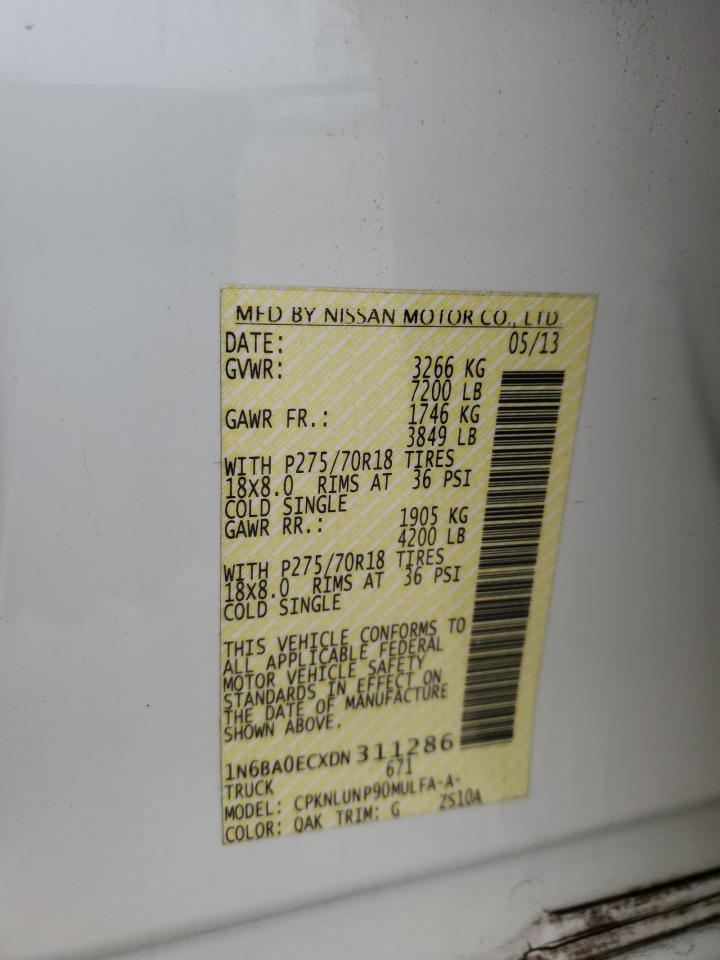 MFD BY NISSAN MOTOR CO., LTD.
DATE: 05/13
GVWR: 3266 KG
7200 LB
GAWR FR.: 1746 KG
3849 LB
WITH P275/70R18 TIRES
18X8.0 RIMS AT 36 PSI
COLD SINGLE
GAWR RR.: 1905 KG
4200 LB
WITH P275/70R18 TIRES
18X8.0 RIMS AT 36 PSI
COLD SINGLE
THIS VEHICLE CONFORMS TO
ALL APPLICABLE FEDERAL
MOTOR VEHICLE SAFETY
STANDARDS IN EFFECT ON
THE DATE OF MANUFACTURE
SHOWN ABOVE.
1N6BA0ECXDN 311286
TRUCK 671
MODEL: CPKNLUNP90MULFA-A-
COLOR: QAK TRIM: G ZS10A